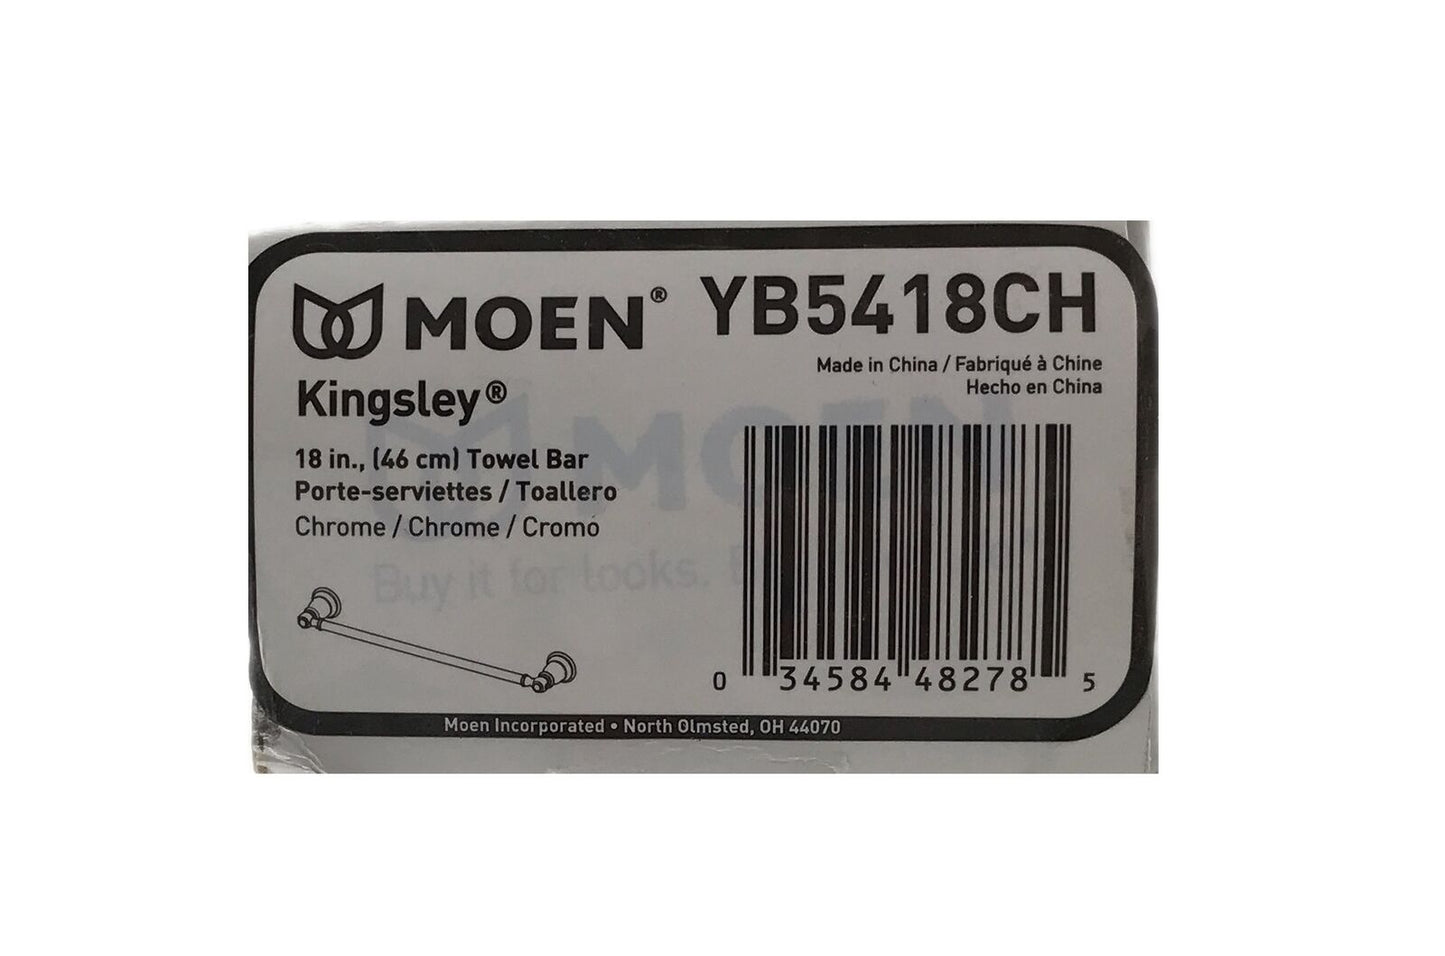 MOEN® YB5418CH
Made in China / Fabriqué à Chine
Hecho en China
Kingsley®
18 in., (46 cm) Towel Bar
Porte-serviettes / Toallero
Chrome / Chrome / Cromo
MOEN
Buy it for looks.
0 34584 48278 5
Moen Incorporated • North Olmsted, OH 44070